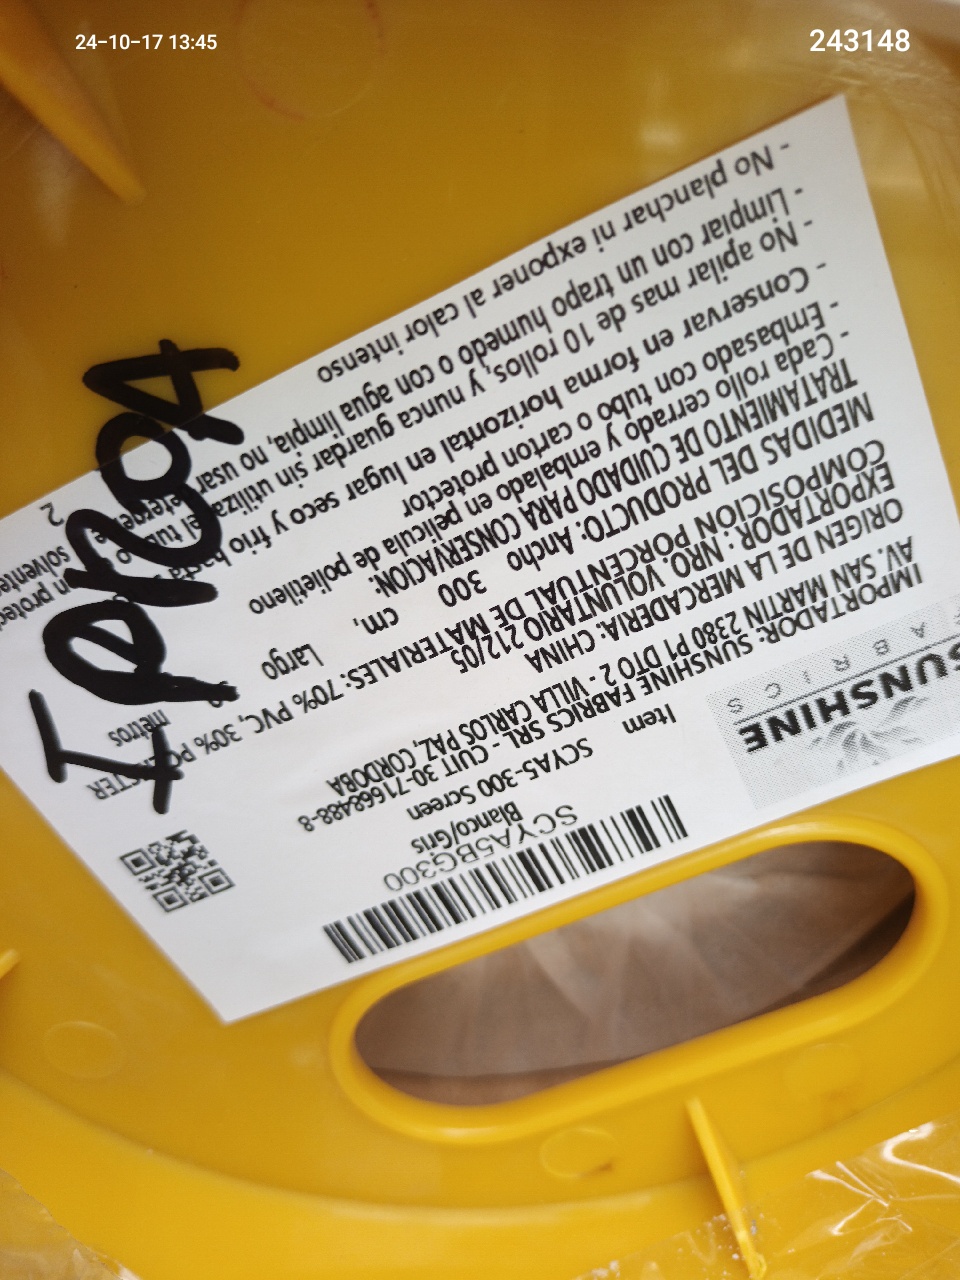 24-10-17 13:45
243148
SUNSHINE
FABRICS
Item
SCYA5-300 Screen
Blanco/Gris
SCYA5BG300
IMPORTADOR: SUNSHINE FABRICS SRL - CUIT 30-71668488-8
AV. SAN MARTIN 2380 P1 DTO 2 - VILLA CARLOS PAZ, CORDOBA
ORIGEN DE LA MERCADERIA: CHINA
EXPORTADOR : NRO. VOLUNTARIO 212/05
COMPOSICIÓN PORCENTUAL DE MATERIALES: 70% PVC, 30%
MEDIDAS DEL PRODUCTO: Ancho 300 cm, Largo metros
TRATAMIENTO DE CUIDADO PARA CONSERVACION:
- Cada rollo cerrado y embalado en pelicula de polietileno
- Embasado con tubo o carton protector
- Conservar en forma horizontal en lugar seco y frio hasta
- No apilar mas de 10 rollos, y nunca guardar sin utilizar el tubo
- Limpiar con un trapo humedo o con agua limpia, no usar
- No planchar ni exponer al calor intenso